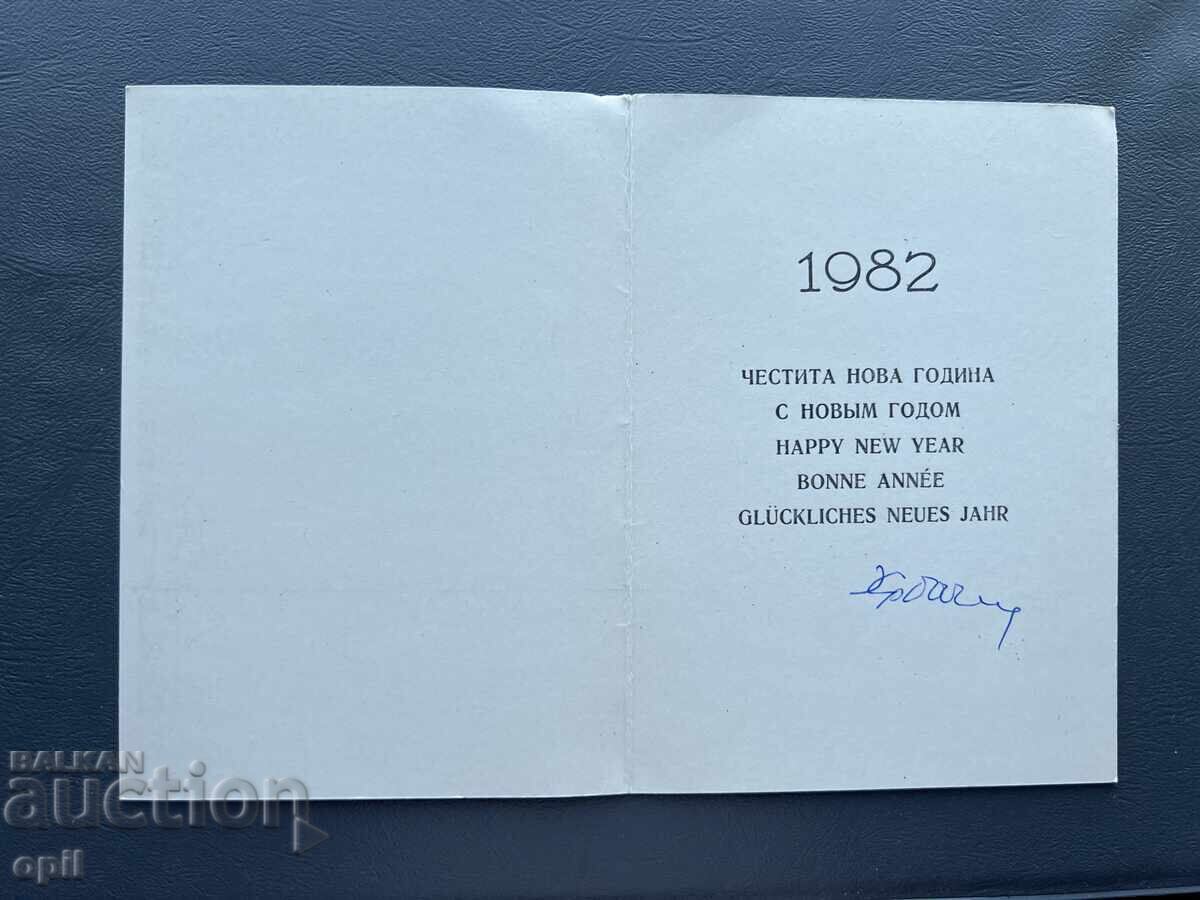 1982
ЧЕСТИТА НОВА ГОДИНА
С НОВЫМ ГОДОМ
HAPPY NEW YEAR
BONNE ANNÉE
GLÜCKLICHES NEUES JAHR
BALKAN
auction
opil